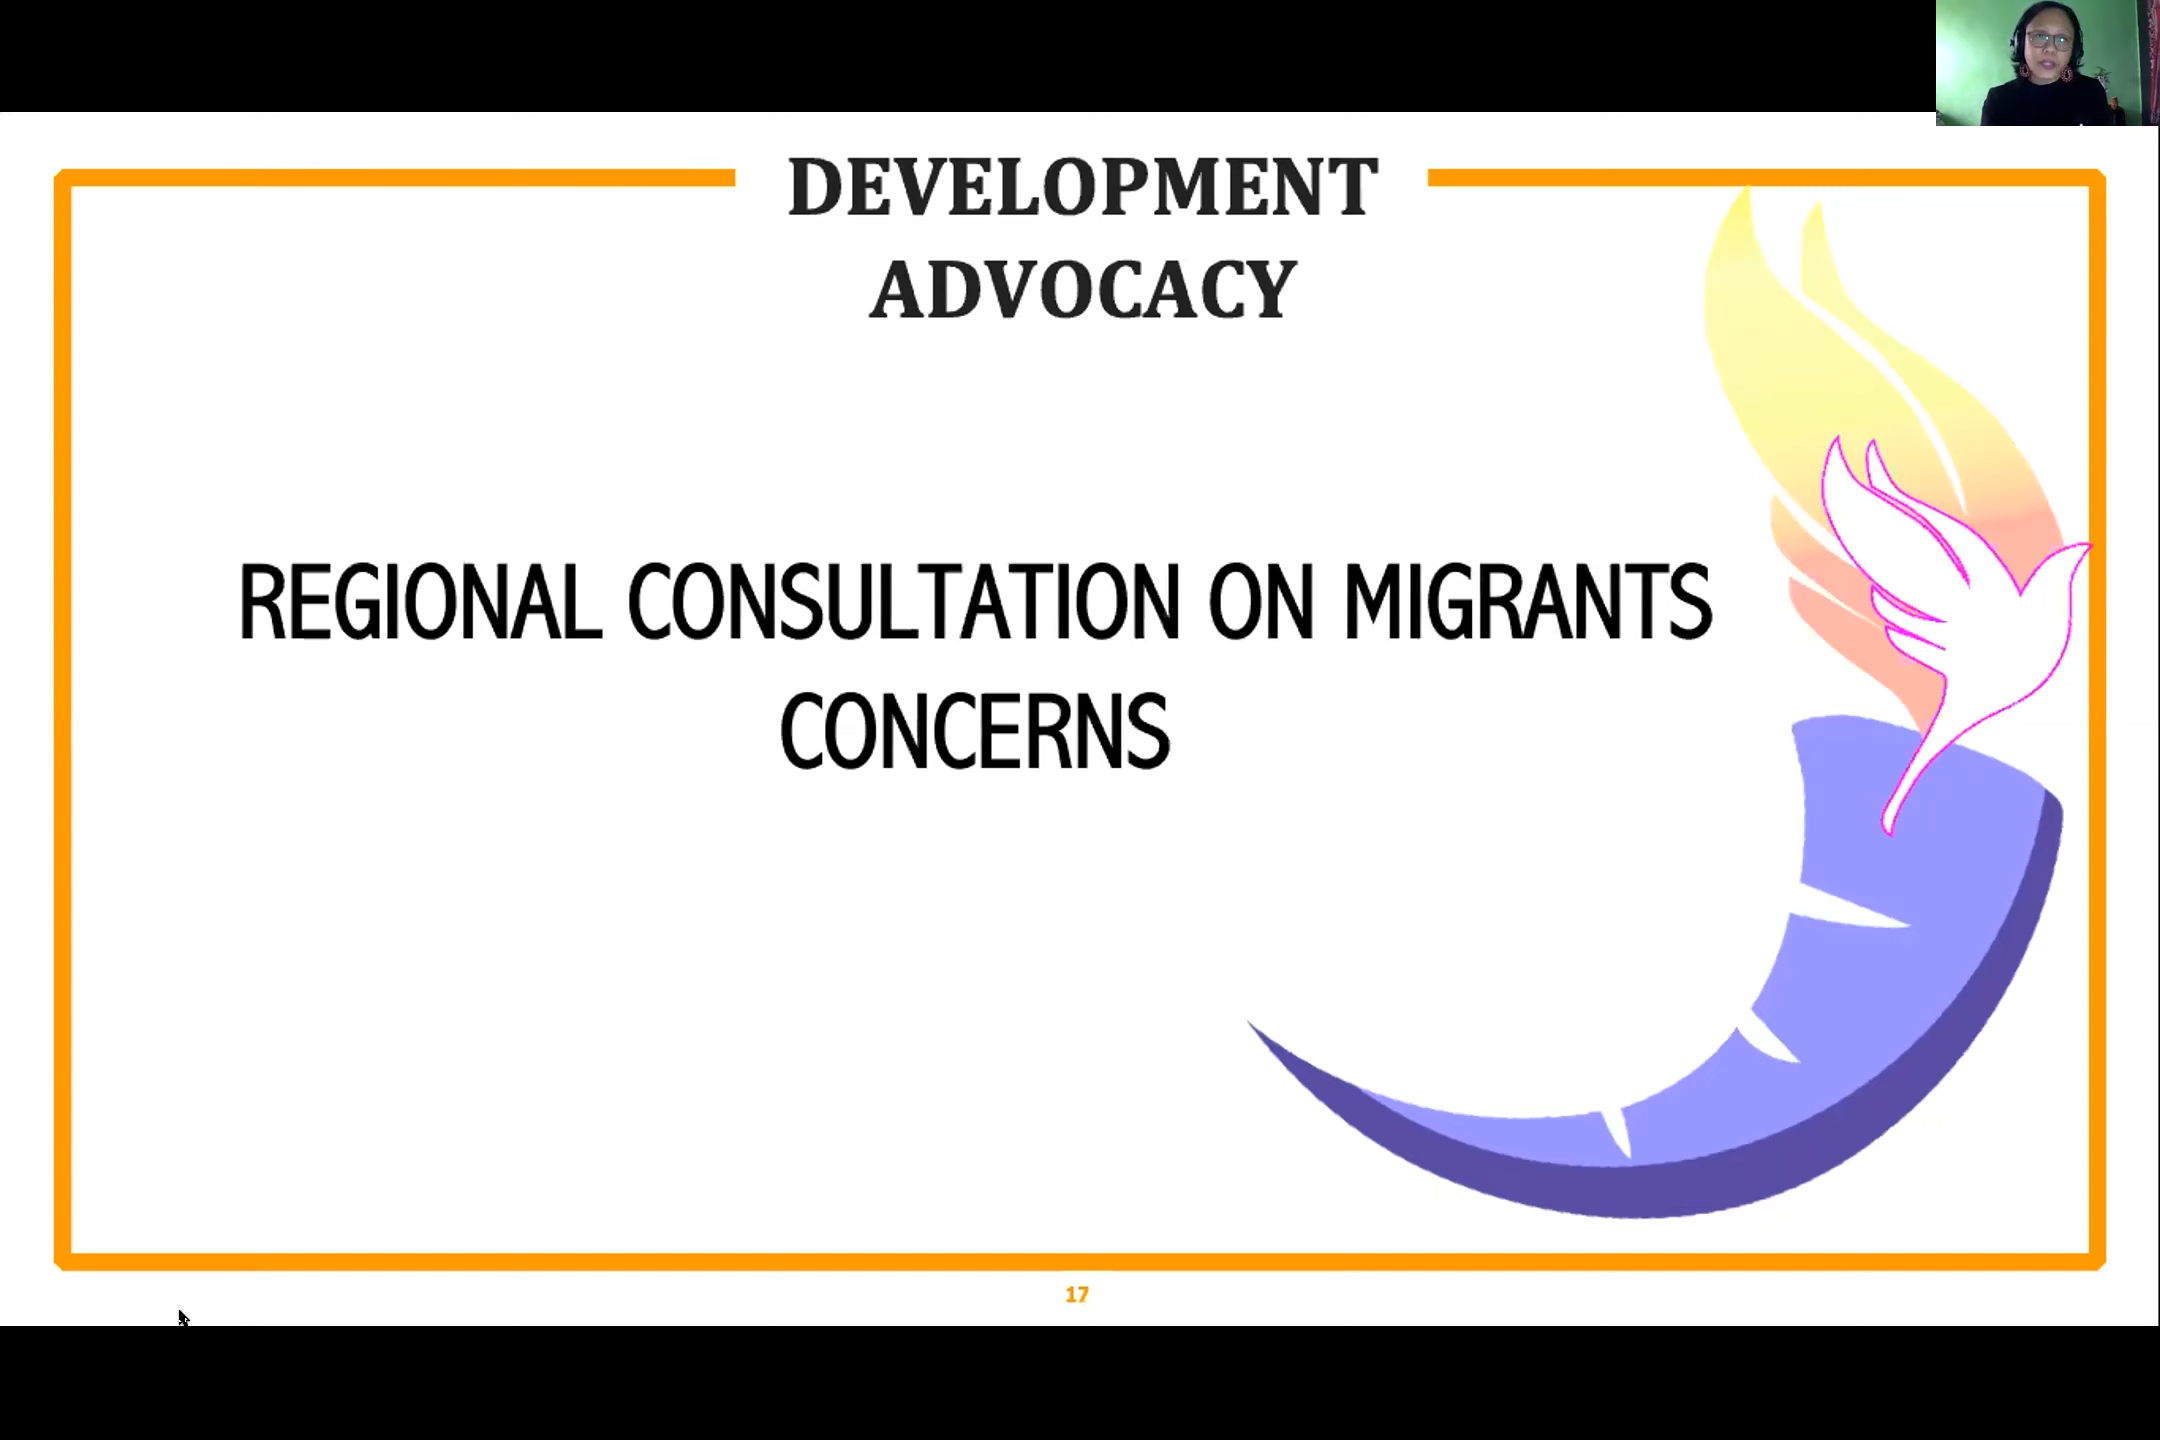 DEVELOPMENT
ADVOCACY
REGIONAL CONSULTATION ON MIGRANTS
CONCERNS
17